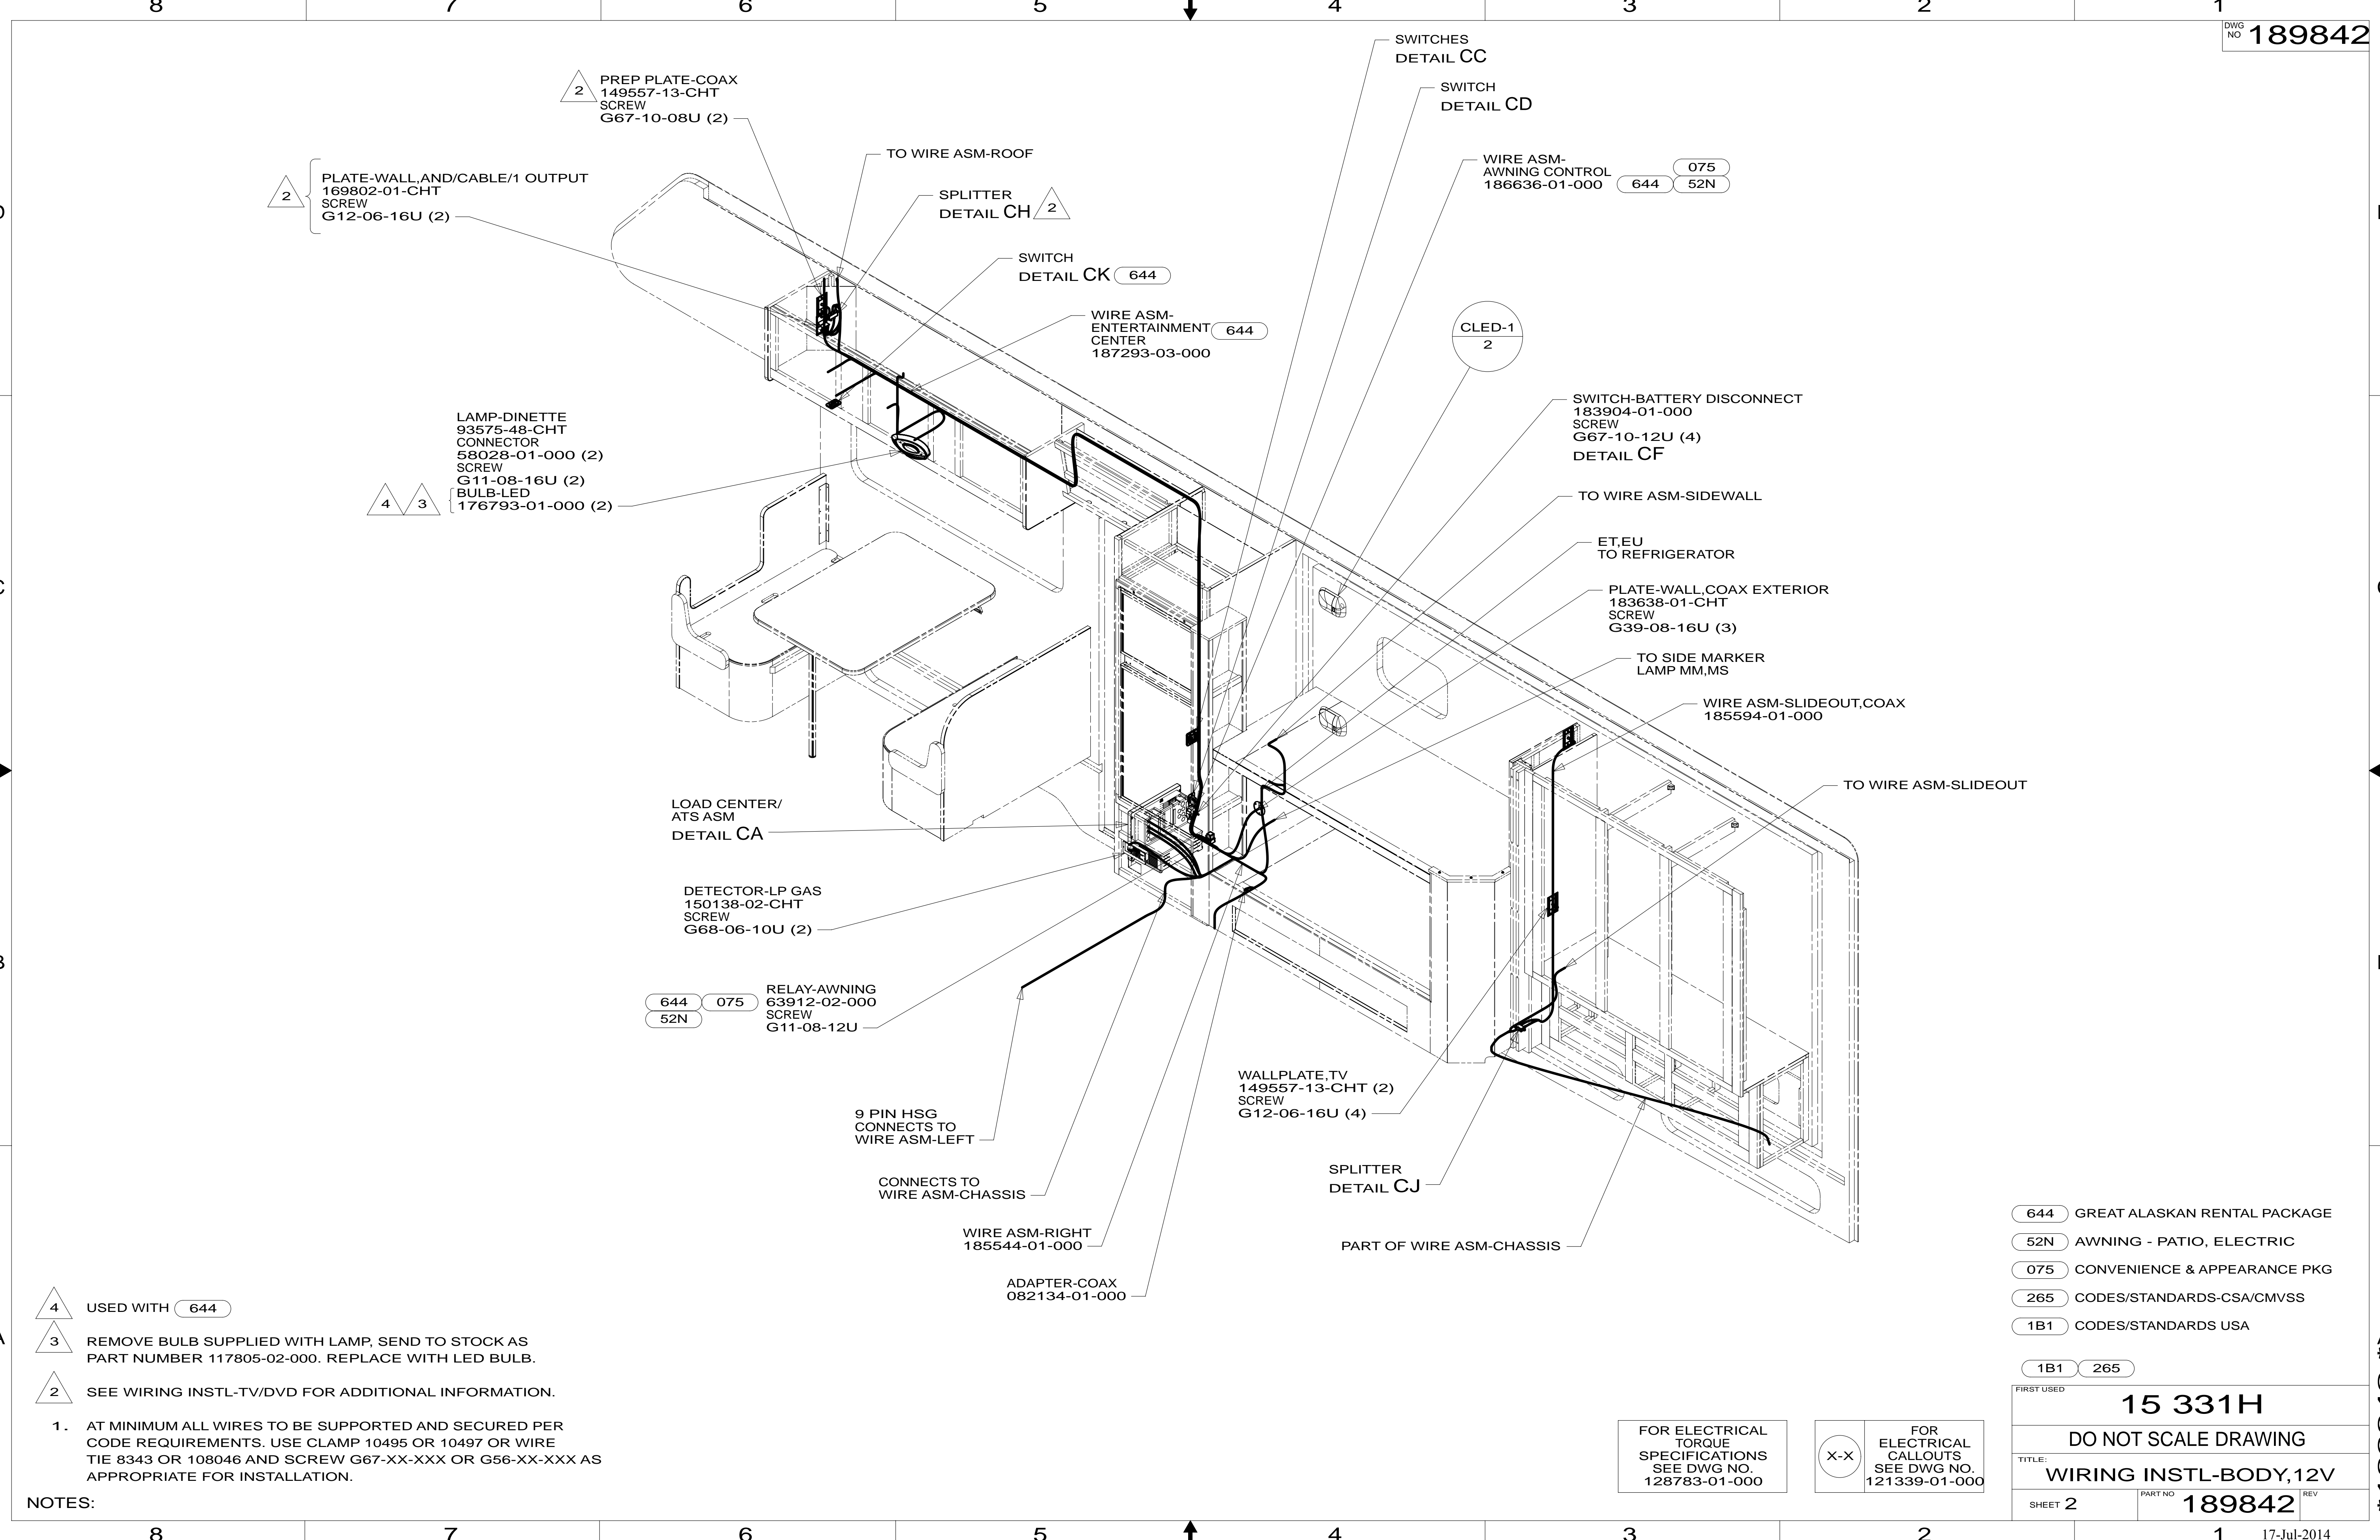 8 7 6 5 4 3 2 1
DWG
NO 189842
SWITCHES
DETAIL CC
SWITCH
DETAIL CD
2
PREP PLATE-COAX
149557-13-CHT
SCREW
G67-10-08U (2)
TO WIRE ASM-ROOF
WIRE ASM-
AWNING CONTROL
186636-01-000
075
644 52N
2
PLATE-WALL,AND/CABLE/1 OUTPUT
169802-01-CHT
SCREW
G12-06-16U (2)
SPLITTER
DETAIL CH 2
SWITCH
DETAIL CK 644
WIRE ASM-
ENTERTAINMENT 644
CENTER
187293-03-000
CLED-1
2
SWITCH-BATTERY DISCONNECT
183904-01-000
SCREW
G67-10-12U (4)
DETAIL CF
LAMP-DINETTE
93575-48-CHT
CONNECTOR
58028-01-000 (2)
SCREW
G11-08-16U (2)
4 3 BULB-LED
176793-01-000 (2)
TO WIRE ASM-SIDEWALL
ET,EU
TO REFRIGERATOR
PLATE-WALL,COAX EXTERIOR
183638-01-CHT
SCREW
G39-08-16U (3)
TO SIDE MARKER
LAMP MM,MS
WIRE ASM-SLIDEOUT,COAX
185594-01-000
TO WIRE ASM-SLIDEOUT
LOAD CENTER/
ATS ASM
DETAIL CA
DETECTOR-LP GAS
150138-02-CHT
SCREW
G68-06-10U (2)
644 075
52N
RELAY-AWNING
63912-02-000
SCREW
G11-08-12U
WALLPLATE,TV
149557-13-CHT (2)
SCREW
G12-06-16U (4)
9 PIN HSG
CONNECTS TO
WIRE ASM-LEFT
SPLITTER
DETAIL CJ
CONNECTS TO
WIRE ASM-CHASSIS
WIRE ASM-RIGHT
185544-01-000
PART OF WIRE ASM-CHASSIS
ADAPTER-COAX
082134-01-000
644 GREAT ALASKAN RENTAL PACKAGE
52N AWNING - PATIO, ELECTRIC
075 CONVENIENCE & APPEARANCE PKG
265 CODES/STANDARDS-CSA/CMVSS
1B1 CODES/STANDARDS USA
1B1 265
4 USED WITH 644
3 REMOVE BULB SUPPLIED WITH LAMP, SEND TO STOCK AS
PART NUMBER 117805-02-000. REPLACE WITH LED BULB.
2 SEE WIRING INSTL-TV/DVD FOR ADDITIONAL INFORMATION.
1. AT MINIMUM ALL WIRES TO BE SUPPORTED AND SECURED PER
CODE REQUIREMENTS. USE CLAMP 10495 OR 10497 OR WIRE
TIE 8343 OR 108046 AND SCREW G67-XX-XXX OR G56-XX-XXX AS
APPROPRIATE FOR INSTALLATION.
NOTES:
FOR ELECTRICAL
TORQUE
SPECIFICATIONS
SEE DWG NO.
128783-01-000
X-X
FOR
ELECTRICAL
CALLOUTS
SEE DWG NO.
121339-01-000
FIRST USED
15 331H
DO NOT SCALE DRAWING
TITLE:
WIRING INSTL-BODY,12V
SHEET 2
PART NO 189842 REV
8 7 6 5 4 3 2 1
17-Jul-2014